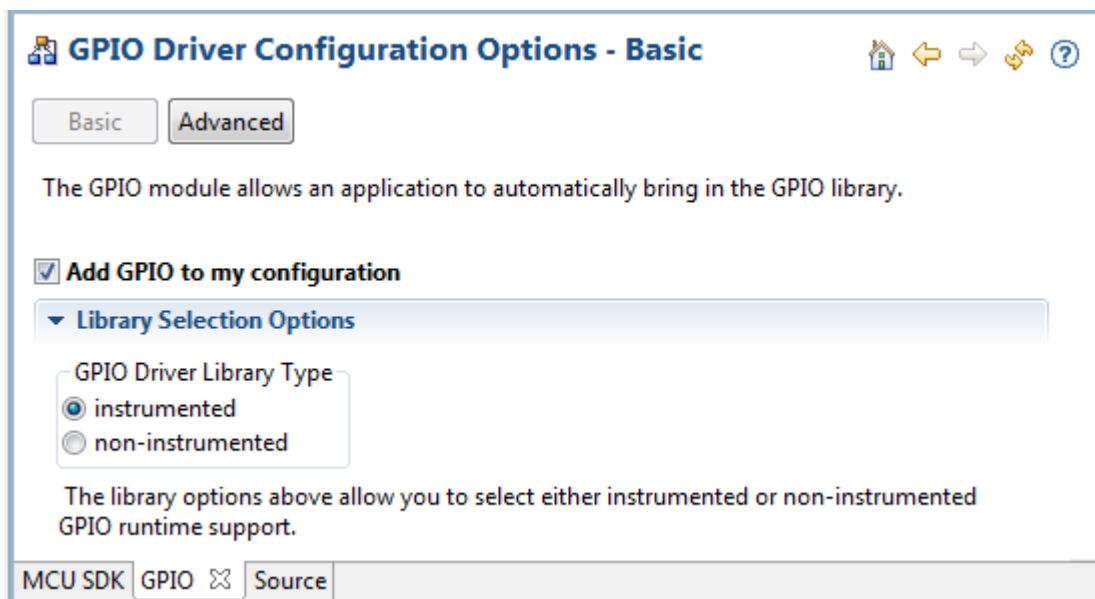 GPIO Driver Configuration Options - Basic
Basic Advanced
The GPIO module allows an application to automatically bring in the GPIO library.
Add GPIO to my configuration
Library Selection Options
GPIO Driver Library Type
instrumented
non-instrumented
The library options above allow you to select either instrumented or non-instrumented
GPIO runtime support.
MCU SDK GPIO Source